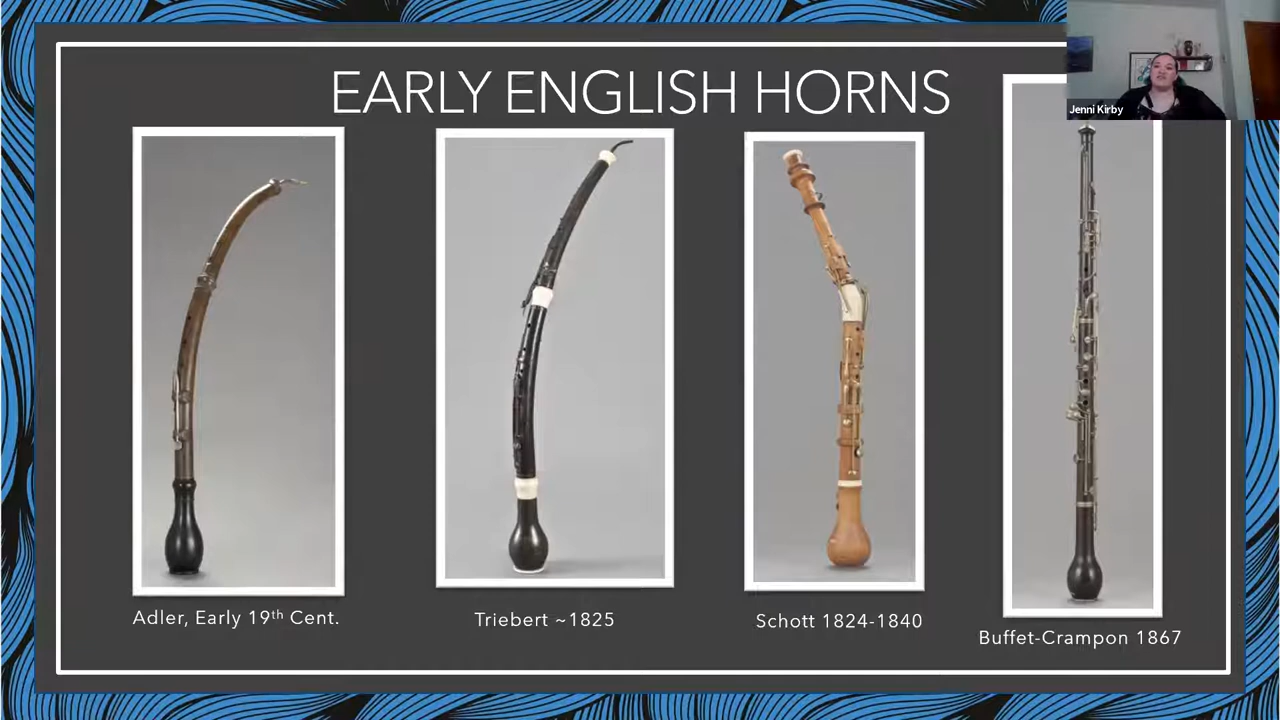 EARLY ENGLISH HORNS
Jenni Kirby
Adler, Early 19th Cent.
Triebert ~1825
Schott 1824-1840
Buffet-Crampon 1867